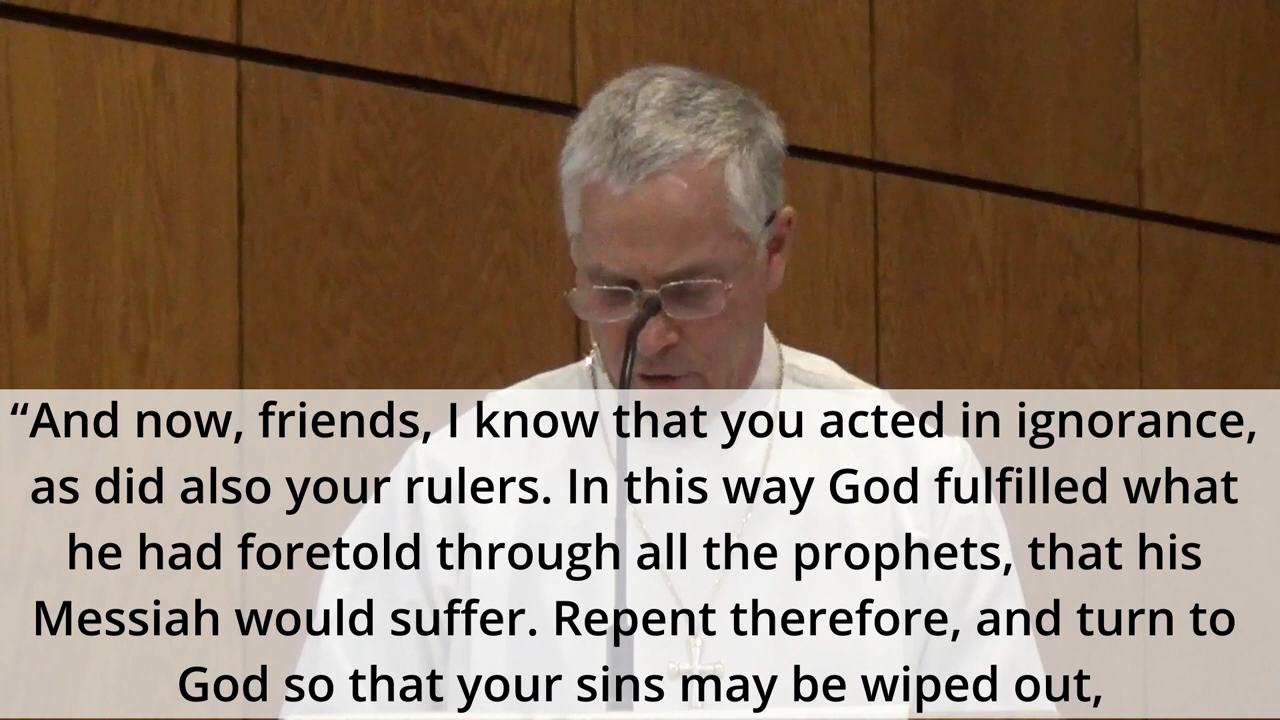 “And now, friends, I know that you acted in ignorance,
as did also your rulers. In this way God fulfilled what
he had foretold through all the prophets, that his
Messiah would suffer. Repent therefore, and turn to
God so that your sins may be wiped out,